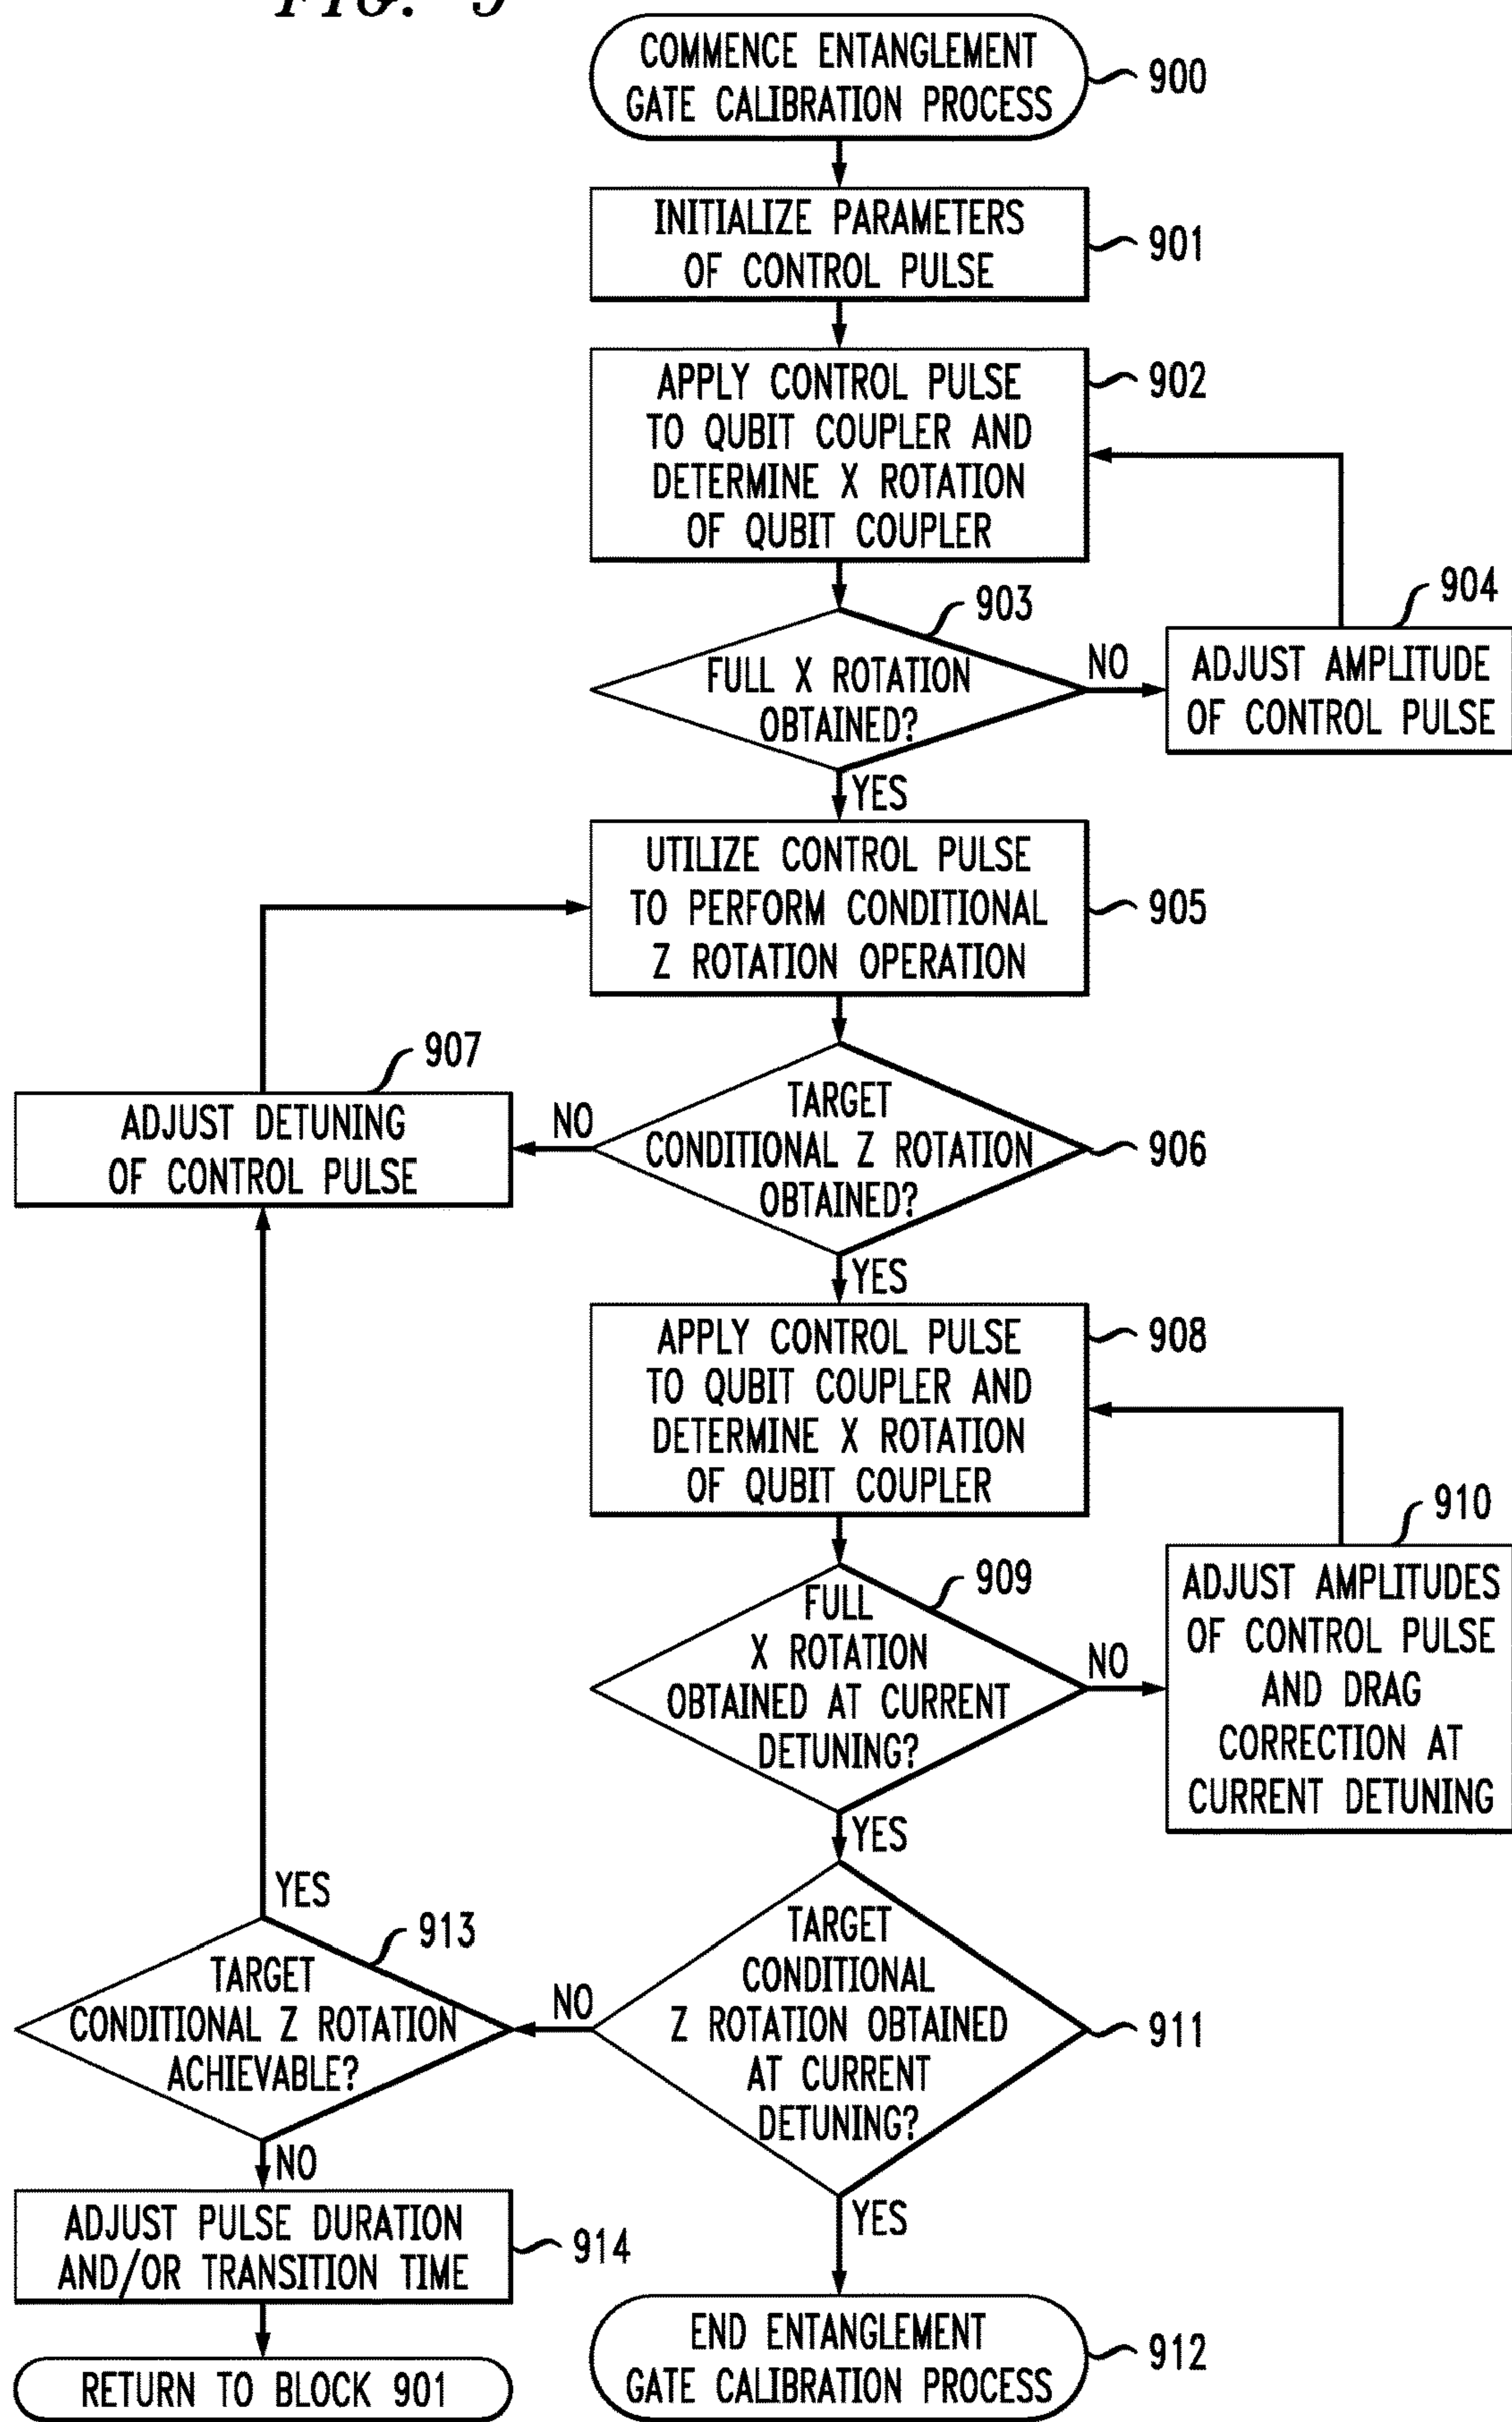 FIG. 9
COMMENCE ENTANGLEMENT
GATE CALIBRATION PROCESS
900
INITIALIZE PARAMETERS
OF CONTROL PULSE
901
APPLY CONTROL PULSE
TO QUBIT COUPLER AND
DETERMINE X ROTATION
OF QUBIT COUPLER
902
903
FULL X ROTATION
OBTAINED?
NO
904
ADJUST AMPLITUDE
OF CONTROL PULSE
YES
UTILIZE CONTROL PULSE
TO PERFORM CONDITIONAL
Z ROTATION OPERATION
905
907
ADJUST DETUNING
OF CONTROL PULSE
NO
TARGET
CONDITIONAL Z ROTATION
OBTAINED?
906
YES
APPLY CONTROL PULSE
TO QUBIT COUPLER AND
DETERMINE X ROTATION
OF QUBIT COUPLER
908
909
FULL
X ROTATION
OBTAINED AT CURRENT
DETUNING?
NO
910
ADJUST AMPLITUDES
OF CONTROL PULSE
AND DRAG
CORRECTION AT
CURRENT DETUNING
YES
TARGET
CONDITIONAL
Z ROTATION OBTAINED
AT CURRENT
DETUNING?
911
NO
YES
913
TARGET
CONDITIONAL Z ROTATION
ACHIEVABLE?
NO
ADJUST PULSE DURATION
AND/OR TRANSITION TIME
914
RETURN TO BLOCK 901
YES
END ENTANGLEMENT
GATE CALIBRATION PROCESS
912